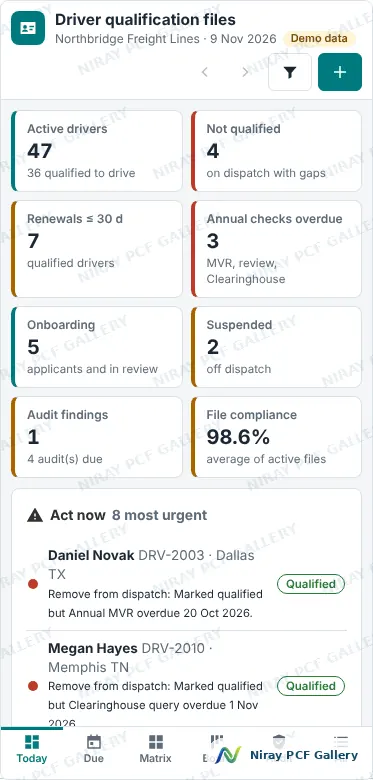 Driver qualification files
Northbridge Freight Lines · 9 Nov 2026 Demo data
Active drivers
47
36 qualified to drive
Not qualified
4
on dispatch with gaps
Renewals ≤ 30 d
7
qualified drivers
Annual checks overdue
3
MVR, review,
Clearinghouse
Onboarding
5
applicants and in review
Suspended
2
off dispatch
Audit findings
1
4 audit(s) due
File compliance
98.6%
average of active files
Act now 8 most urgent
Daniel Novak DRV-2003 · Dallas
TX
Remove from dispatch: Marked qualified
but Annual MVR overdue 20 Oct 2026.
Qualified
Megan Hayes DRV-2010 ·
Memphis TN
Remove from dispatch: Marked qualified
but Clearinghouse query overdue 1 Nov
2026.
Qualified
Today
Due
Matrix
Niray PCF Gallery
NIRAY PCF GALLERY